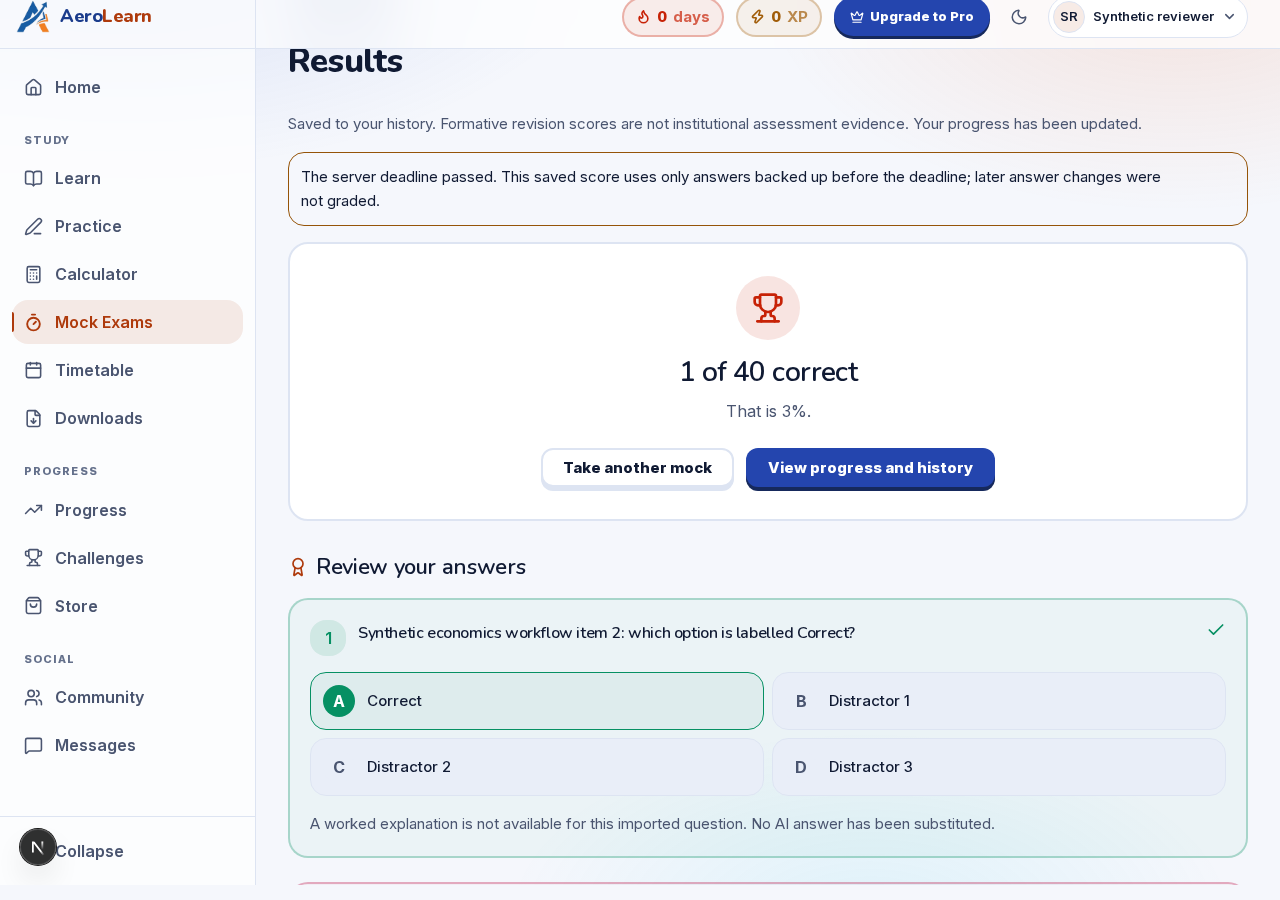 AeroLearn
0 days
0 XP
Upgrade to Pro
SR
Synthetic reviewer
Home
STUDY
Learn
Practice
Calculator
Mock Exams
Timetable
Downloads
PROGRESS
Progress
Challenges
Store
SOCIAL
Community
Messages
N
Collapse
Results
Saved to your history. Formative revision scores are not institutional assessment evidence. Your progress has been updated.
The server deadline passed. This saved score uses only answers backed up before the deadline; later answer changes were
not graded.
1 of 40 correct
That is 3%.
Take another mock
View progress and history
Review your answers
1
Synthetic economics workflow item 2: which option is labelled Correct?
A Correct
B Distractor 1
C Distractor 2
D Distractor 3
A worked explanation is not available for this imported question. No AI answer has been substituted.